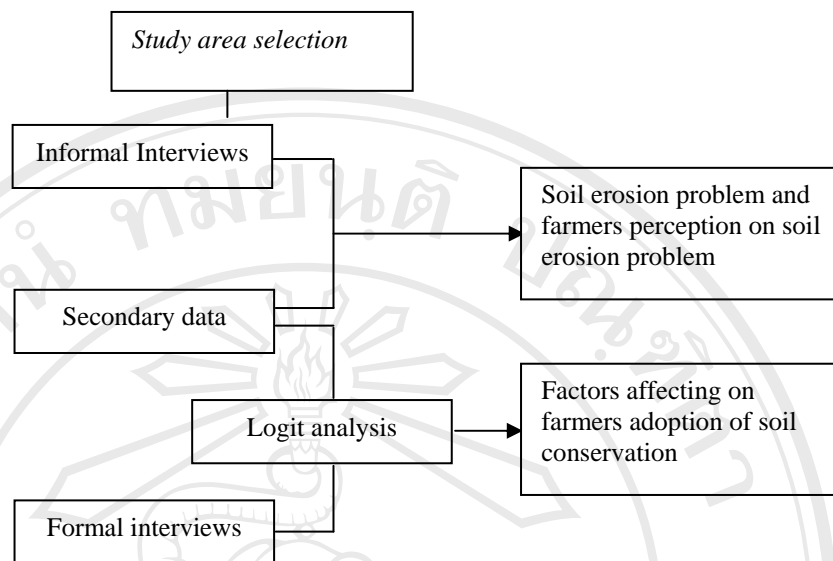 Study area selection
Informal Interviews
Soil erosion problem and
farmers perception on soil
erosion problem
Secondary data
Logit analysis
Factors affecting on
farmers adoption of soil
conservation
Formal interviews